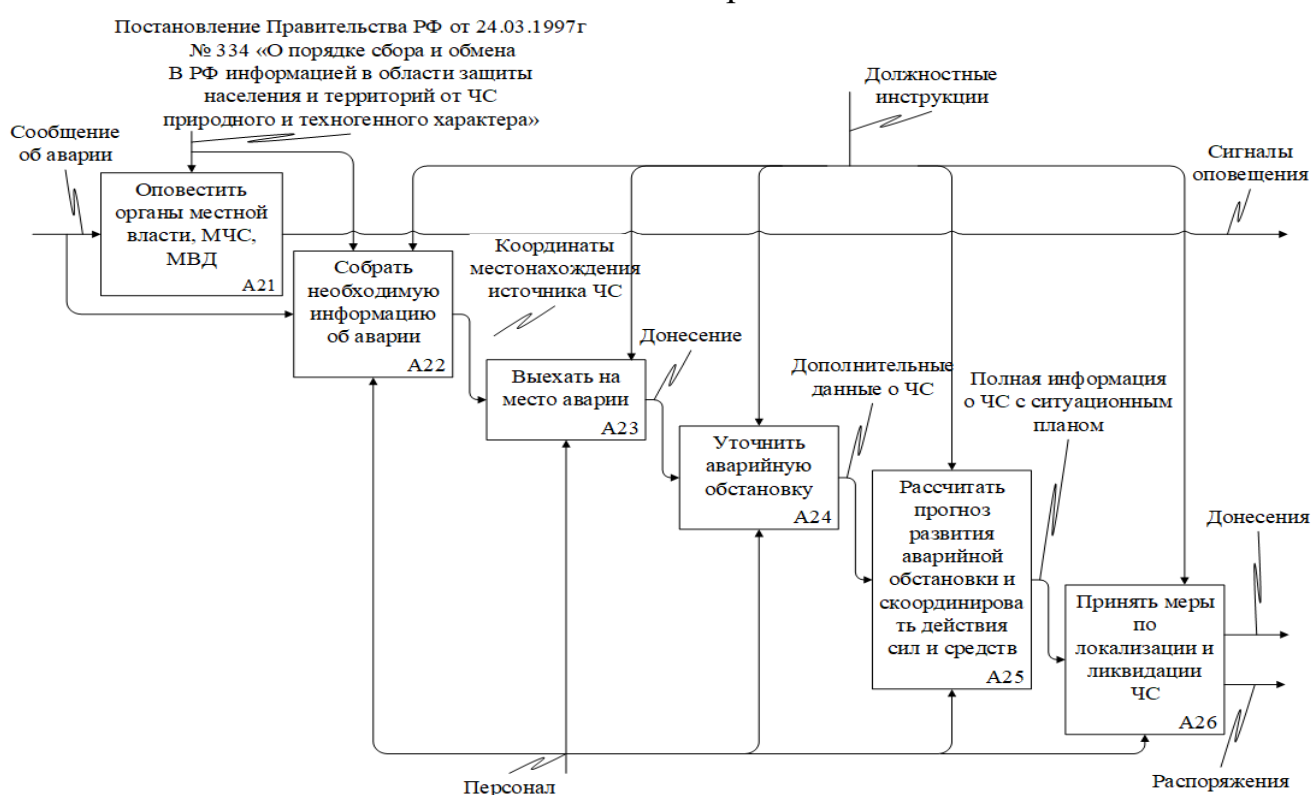 Постановление Правительства РФ от 24.03.1997г
№ 334 «О порядке сбора и обмена
В РФ информацией в области защиты
населения и территорий от ЧС
природного и техногенного характера»
Должностные
инструкции
Сообщение
об аварии
Сигналы
оповещения
Оповестить
органы местной
власти, МЧС,
МВД
А21
Собрать
необходимую
информацию
об аварии
А22
Координаты
местонахождения
источника ЧС
Выехать на
место аварии
А23
Донесение
Уточнить
аварийную
обстановку
А24
Дополнительные
данные о ЧС
Рассчитать
прогноз
развития
аварийной
обстановки и
скоординирова
ть действия
сил и средств
А25
Полная информация
о ЧС с ситуационным
планом
Принять меры
по
локализации и
ликвидации
ЧС
А26
Донесения
Распоряжения
Персонал